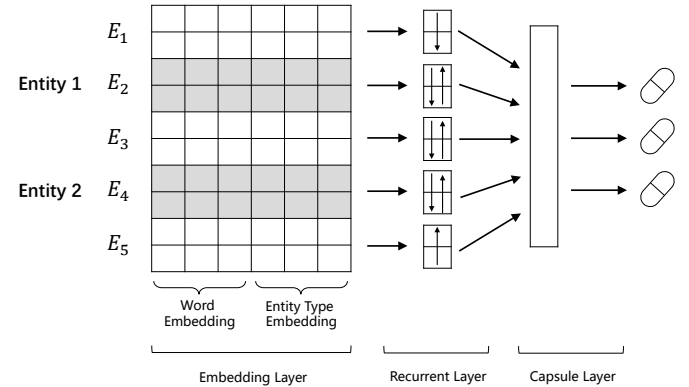 E₁
Entity 1 E₂
E₃
Entity 2 E₄
E₅
Word
Embedding
Entity Type
Embedding
Embedding Layer
Recurrent Layer
Capsule Layer